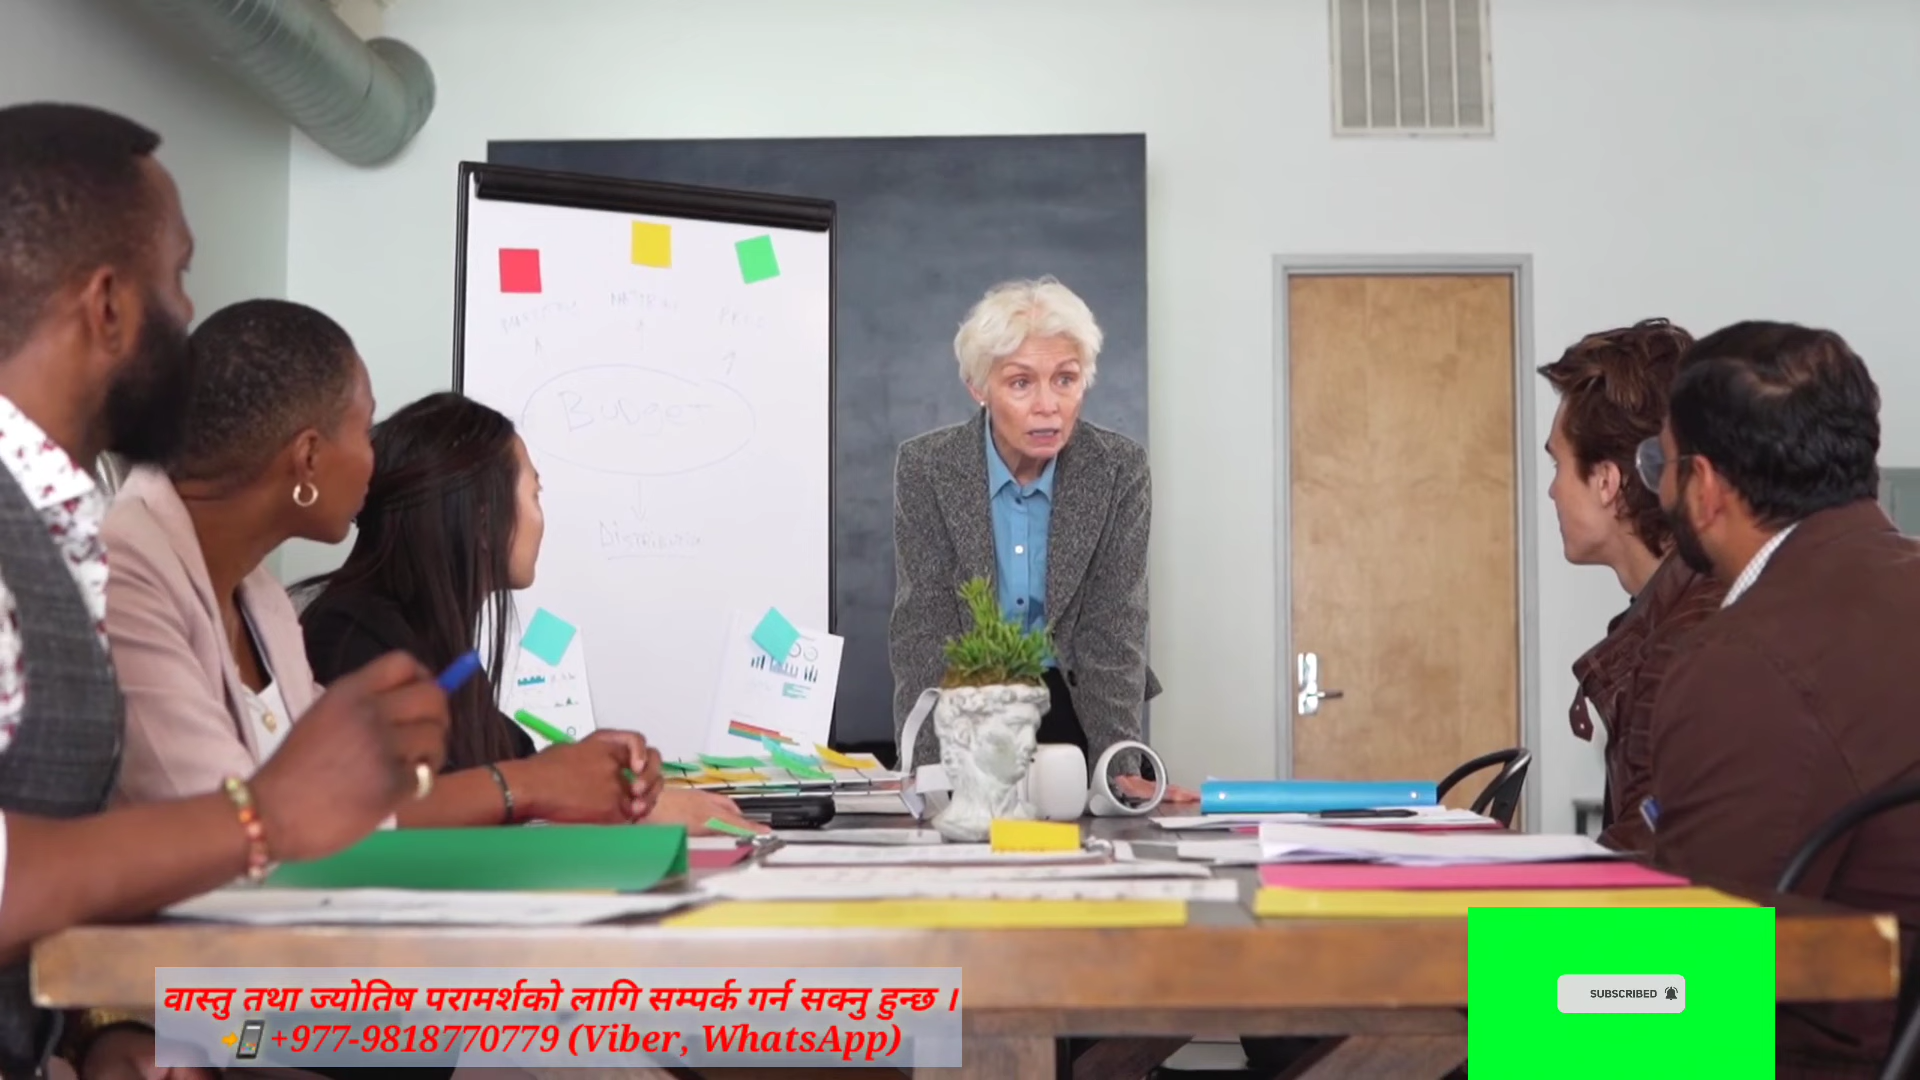 Budget
वास्तु तथा ज्योतिष परामर्शको लागि सम्पर्क गर्न सक्नु हुन्छ ।
+977-9818770779 (Viber, WhatsApp)
SUBSCRIBED